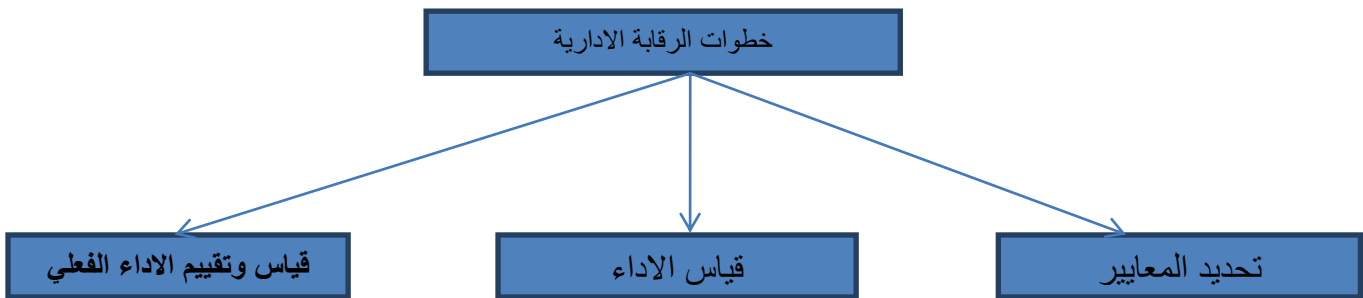 خطوات الرقابة الادارية
تحديد المعايير
قياس الاداء
قياس وتقييم الاداء الفعلي